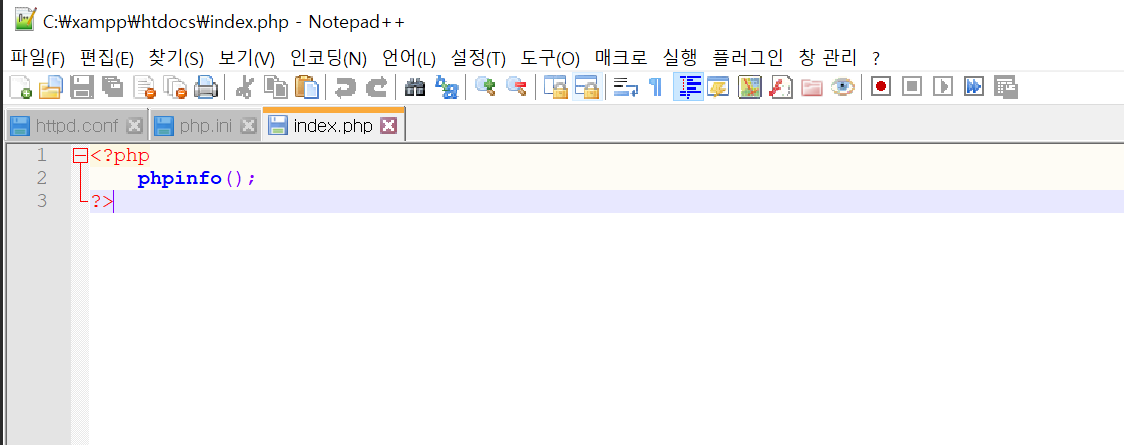 C:₩xampp₩htdocs₩index.php - Notepad++
파일(F) 편집(E) 찾기(S) 보기(V) 인코딩(N) 언어(L) 설정(T) 도구(O) 매크로 실행 플러그인 창 관리 ?
httpd.conf php.ini index.php
1 <?php
2 phpinfo();
3 ?>